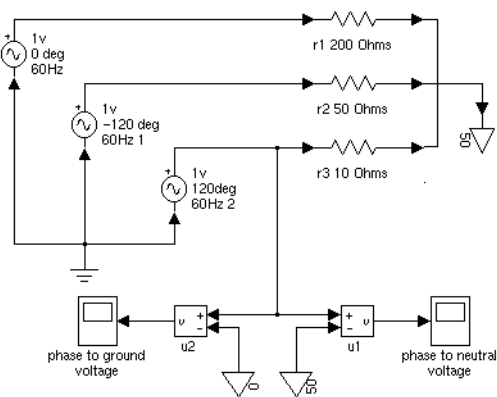 1v
0 deg
60Hz
r1 200 Ohms
1v
-120 deg
60Hz 1
r2 50 Ohms
50
1v
120deg
60Hz 2
r3 10 Ohms
v
+
-
u2
+
-
v
u1
phase to ground
voltage
0
50
phase to neutral
voltage